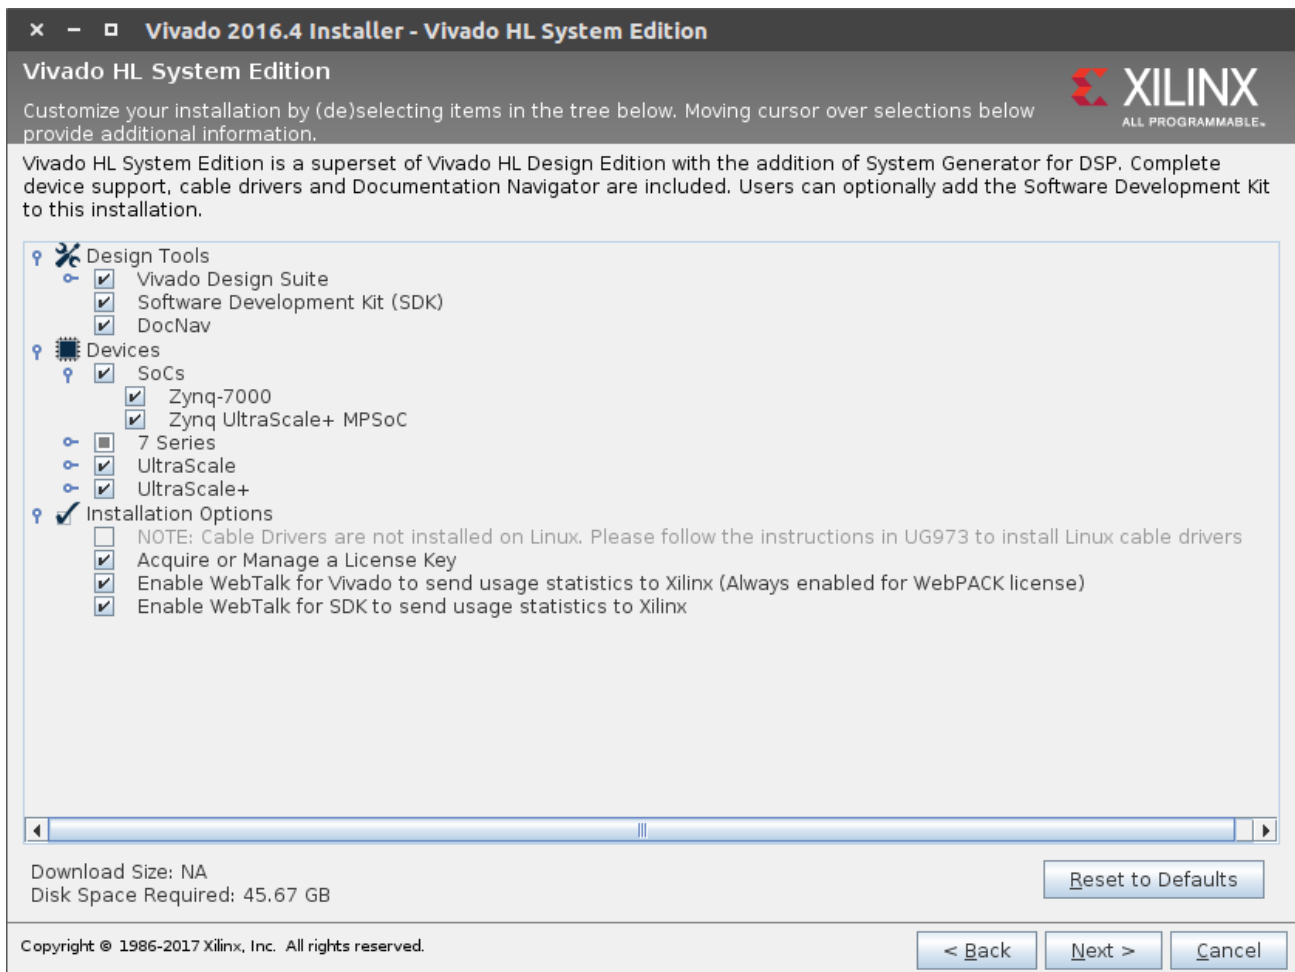 Vivado 2016.4 Installer - Vivado HL System Edition
Vivado HL System Edition
Customize your installation by (de)selecting items in the tree below. Moving cursor over selections below
provide additional information.
XILINX
ALL PROGRAMMABLE™
Vivado HL System Edition is a superset of Vivado HL Design Edition with the addition of System Generator for DSP. Complete
device support, cable drivers and Documentation Navigator are included. Users can optionally add the Software Development Kit
to this installation.
Design Tools
Vivado Design Suite
Software Development Kit (SDK)
DocNav
Devices
SoCs
Zynq-7000
Zynq UltraScale+ MPSoC
7 Series
UltraScale
UltraScale+
Installation Options
NOTE: Cable Drivers are not installed on Linux. Please follow the instructions in UG973 to install Linux cable drivers
Acquire or Manage a License Key
Enable WebTalk for Vivado to send usage statistics to Xilinx (Always enabled for WebPACK license)
Enable WebTalk for SDK to send usage statistics to Xilinx
Download Size: NA
Disk Space Required: 45.67 GB
Reset to Defaults
Copyright © 1986-2017 Xilinx, Inc. All rights reserved.
< Back
Next >
Cancel